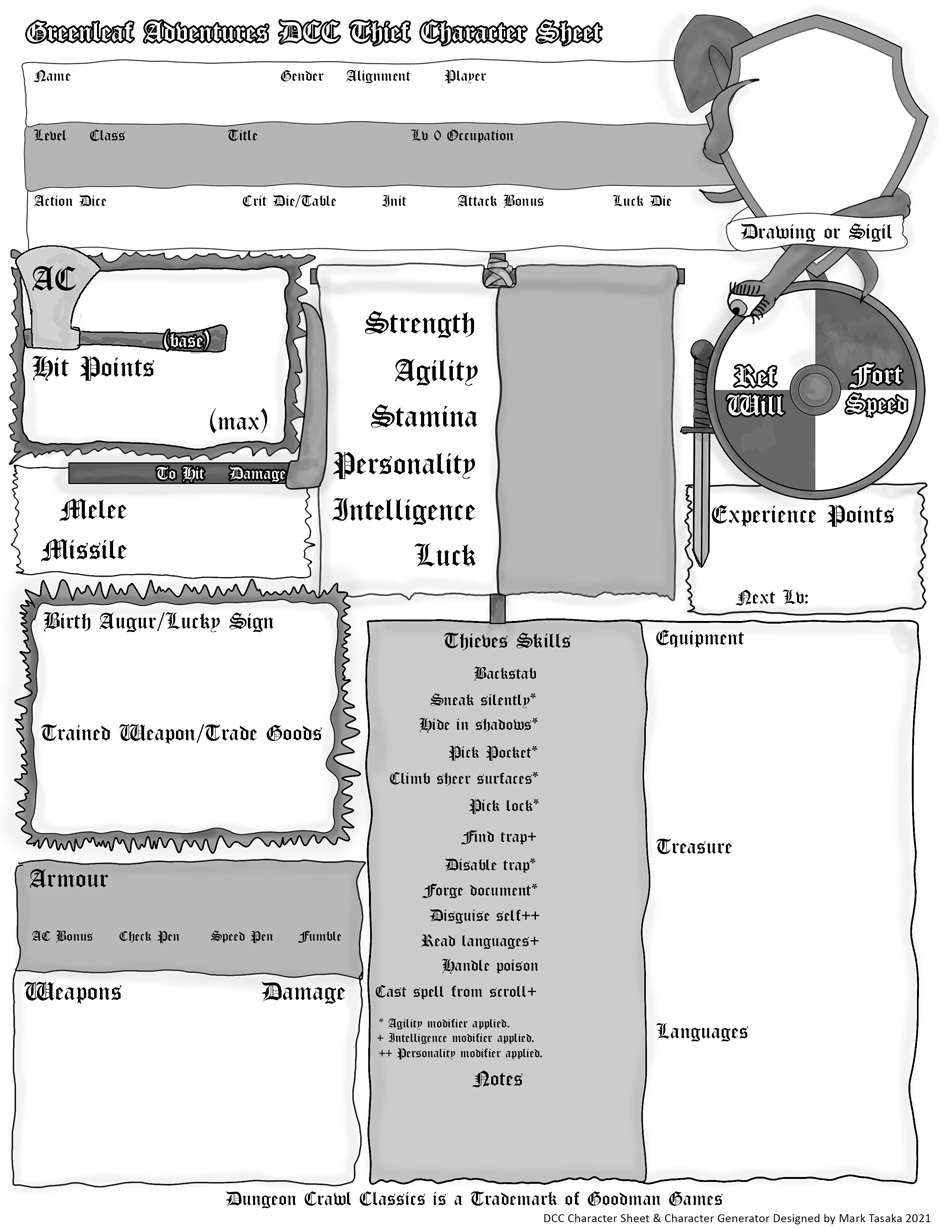 Greenleaf Adventures' DCC Thief Character Sheet
Name Gender Alignment Player
Level Class Title Lv 0 Occupation
Action Dice Crit Die/Table Init Attack Bonus Luck Die
Drawing or Sigil
AC
(base)
Hit Points
(max)
To Hit Damage
Melee
Missile
Strength
Agility
Stamina
Personality
Intelligence
Luck
Ref Fort
Will Speed
Experience Points
Next Lv:
Birth Augur/Lucky Sign
Trained Weapon/Trade Goods
Armour
AC Bonus Check Pen Speed Pen Fumble
Weapons Damage
Thieves Skills
Backstab
Sneak silently*
Hide in shadows*
Pick Pocket*
Climb sheer surfaces*
Pick lock*
Find trap+
Disable trap*
Forge document*
Disguise self++
Read languages+
Handle poison
Cast spell from scroll+
* Agility modifier applied.
+ Intelligence modifier applied.
++ Personality modifier applied.
Notes
Equipment
Treasure
Languages
Dungeon Crawl Classics is a Trademark of Goodman Games
DCC Character Sheet & Character Generator Designed by Mark Tasaka 2021